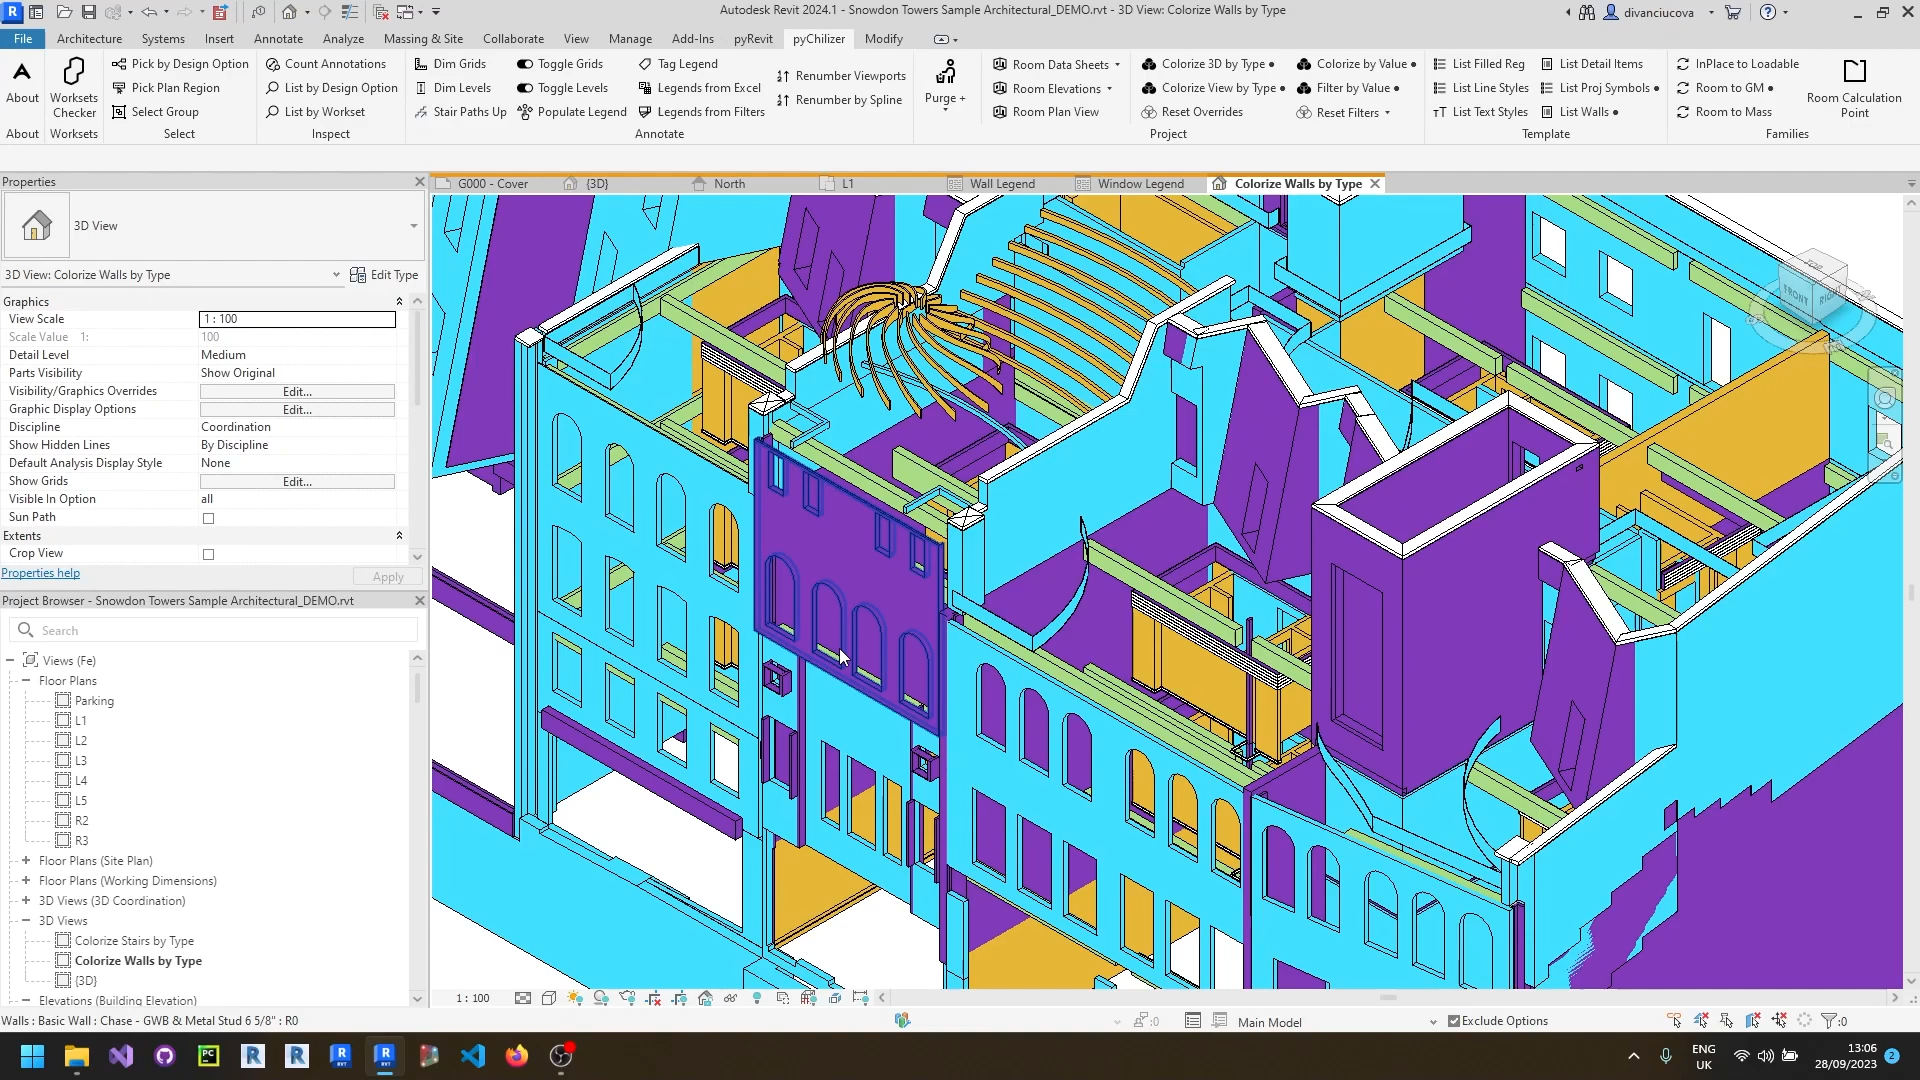 Autodesk Revit 2024.1 - Snowdon Towers Sample Architectural_DEMO.rvt - 3D View: Colorize Walls by Type
divanciucova
File Architecture Systems Insert Annotate Analyze Massing & Site Collaborate View Manage Add-Ins pyRevit pyChilizer Modify
Pick by Design Option Count Annotations Dim Grids Toggle Grids Tag Legend Room Data Sheets Colorize 3D by Type Colorize by Value List Filled Reg List Detail Items InPlace to Loadable
Renumber Viewports
Pick Plan Region List by Design Option Dim Levels Toggle Levels Legends from Excel Room Elevations Colorize View by Type Filter by Value List Line Styles List Proj Symbols Room to GM
About Worksets Checker Renumber by Spline Purge + Room Calculation Point
Select Group List by Workset Stair Paths Up Populate Legend Legends from Filters Room Plan View Reset Overrides Reset Filters List Text Styles List Walls Room to Mass
About Worksets Select Inspect Annotate Project Template Families
Properties
G000 - Cover {3D} North L1 Wall Legend Window Legend Colorize Walls by Type
3D View
3D View: Colorize Walls by Type Edit Type
Graphics
View Scale 1 : 100
Scale Value 1: 100
Detail Level Medium
Parts Visibility Show Original
Visibility/Graphics Overrides Edit...
Graphic Display Options Edit...
Discipline Coordination
Show Hidden Lines By Discipline
Default Analysis Display Style None
Show Grids Edit...
Visible In Option all
Sun Path
Extents
Crop View
Properties help Apply
FRONT RIGHT
Project Browser - Snowdon Towers Sample Architectural_DEMO.rvt
Search
Views (Fe)
Floor Plans
Parking
L1
L2
L3
L4
L5
R2
R3
Floor Plans (Site Plan)
Floor Plans (Working Dimensions)
3D Views (3D Coordination)
3D Views
Colorize Stairs by Type
Colorize Walls by Type
{3D}
Elevations (Building Elevation)
1 : 100
Walls : Basic Wall : Chase - GWB & Metal Stud 6 5/8" : R0 :0 Main Model Exclude Options :0
ENG
UK
13:06
28/09/2023
2